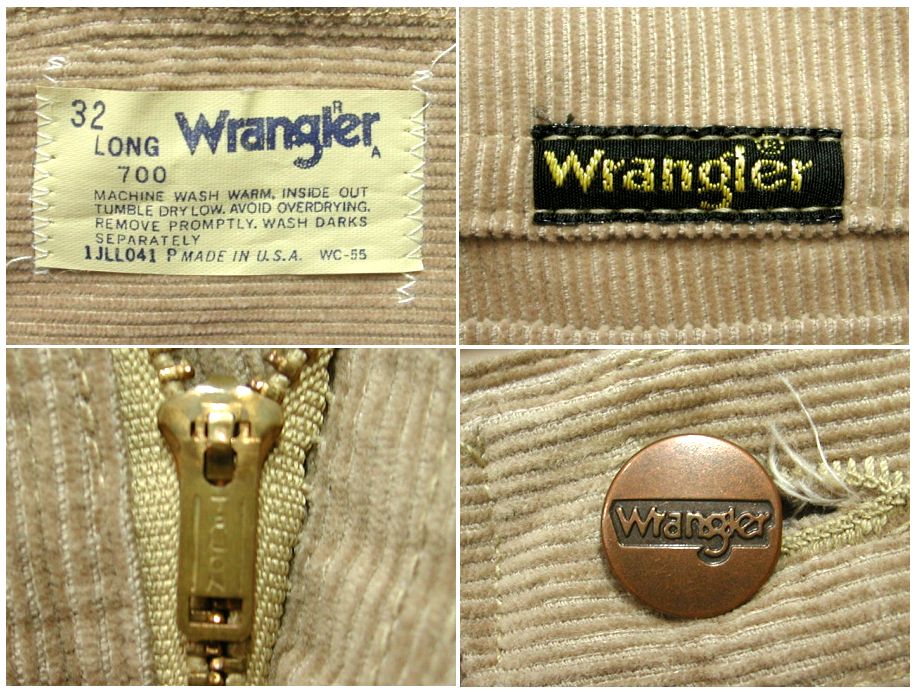 32 Wrangler R
LONG A
700
MACHINE WASH WARM, INSIDE OUT
TUMBLE DRY LOW. AVOID OVERDRYING.
REMOVE PROMPTLY. WASH DARKS
SEPARATELY
1JLL041 P MADE IN U.S.A. WC-55
Wrangler
Wrangler